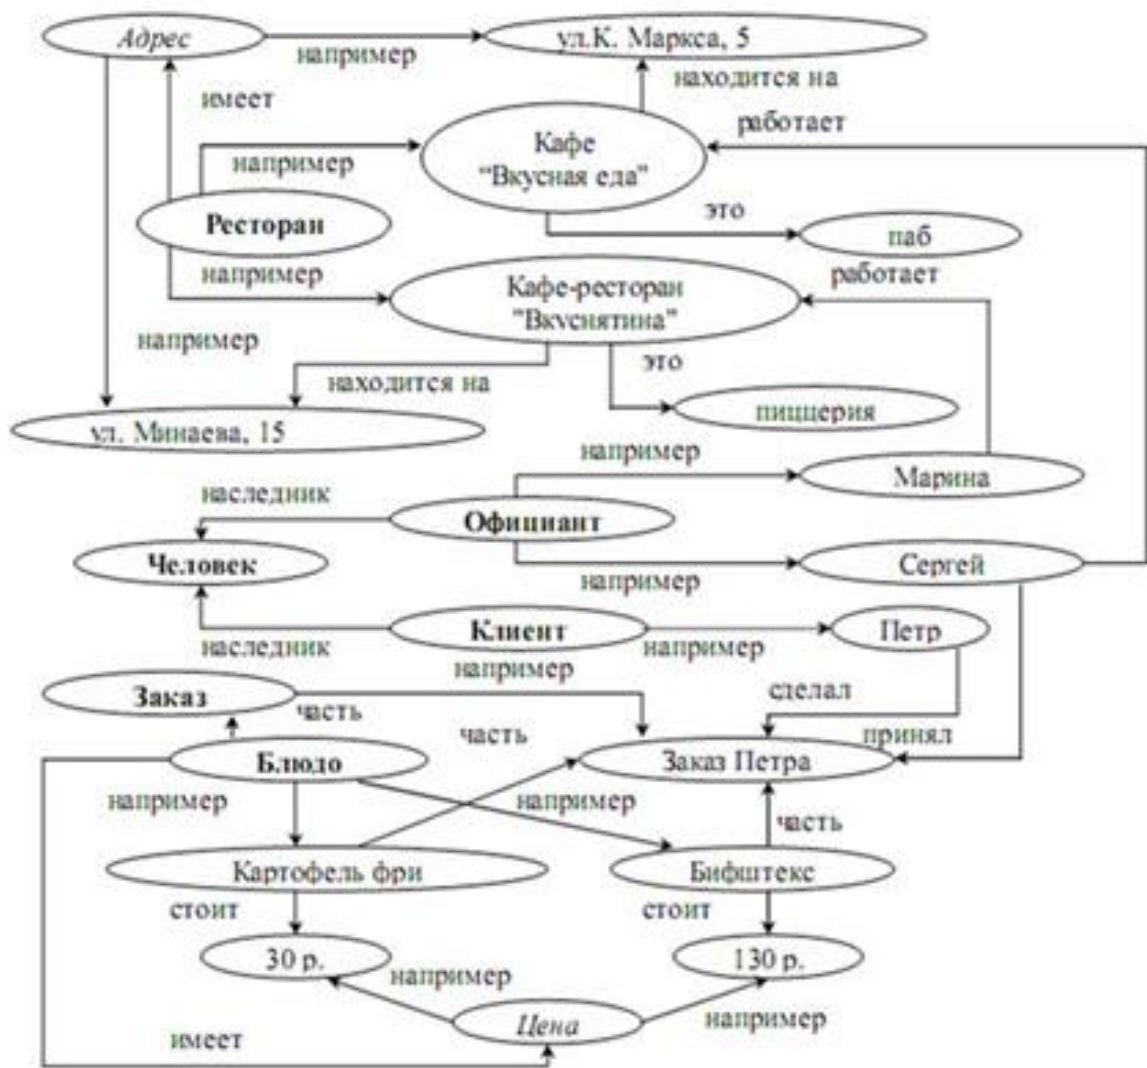 Адрес
например
ул.К. Маркса, 5
имеет
находится на
Кафе
"Вкусная еда"
работает
например
Ресторан
это
паб
например
Кафе-ресторан
"Вкуснятина"
работает
например
находится на
это
ул. Минаева, 15
пиццерия
например
Марина
наследник
Официант
Человек
например
Сергей
наследник
Клиент
например
Петр
например
Заказ
часть
часть
сделал
принял
Блюдо
Заказ Петра
например
например
часть
Картофель фри
Бифштекс
стоит
стоит
30 р.
130 р.
например
Цена
например
имеет